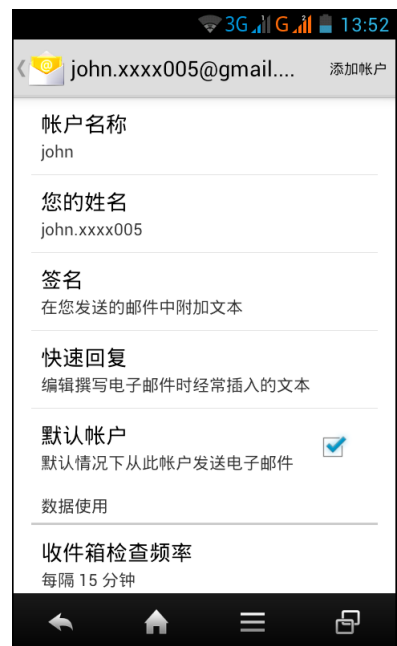 3G G 13:52
john.xxxx005@gmail.... 添加帐户
帐户名称
john
您的姓名
john.xxxx005
签名
在您发送的邮件中附加文本
快速回复
编辑撰写电子邮件时经常插入的文本
默认帐户
默认情况下从此帐户发送电子邮件
数据使用
收件箱检查频率
每隔 15 分钟